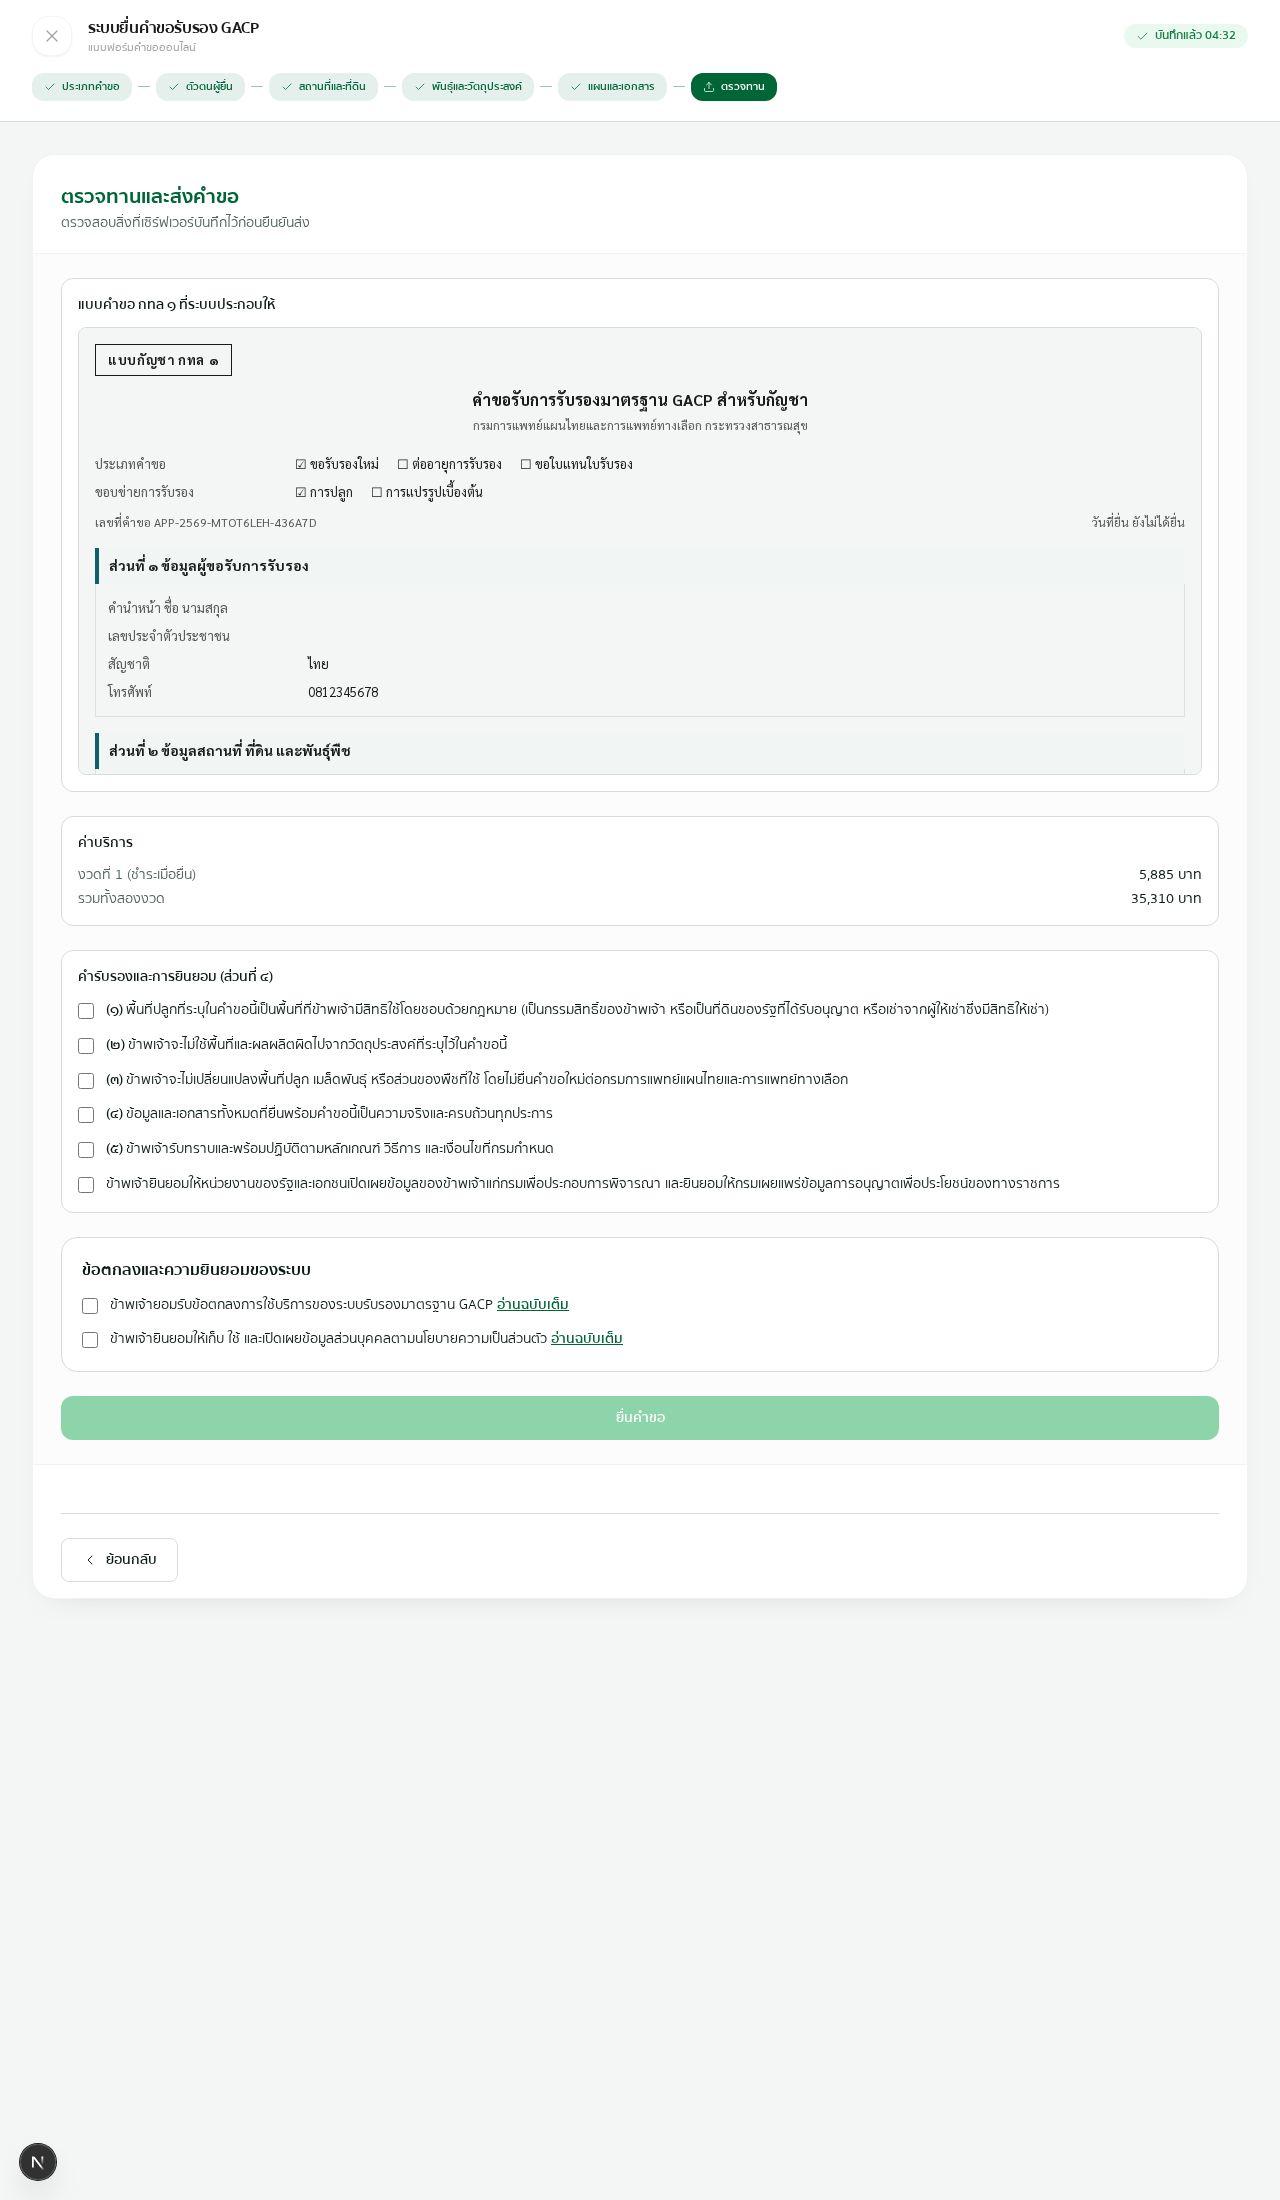 ระบบยื่นคำขอรับรอง GACP
แบบฟอร์มคำขอออนไลน์
บันทึกแล้ว 04:32
ประเภทคำขอ
ตัวตนผู้ยื่น
สถานที่และที่ดิน
พันธุ์และวัตถุประสงค์
แผนและเอกสาร
ตรวจทาน
ตรวจทานและส่งคำขอ
ตรวจสอบสิ่งที่เซิร์ฟเวอร์บันทึกไว้ก่อนยืนยันส่ง
แบบคำขอ กทล ๑ ที่ระบบประกอบให้
แบบกัญชา กทล ๑
คำขอรับการรับรองมาตรฐาน GACP สำหรับกัญชา
กรมการแพทย์แผนไทยและการแพทย์ทางเลือก กระทรวงสาธารณสุข
ประเภทคำขอ ☑ ขอรับรองใหม่ ☐ ต่ออายุการรับรอง ☐ ขอใบแทนใบรับรอง
ขอบข่ายการรับรอง ☑ การปลูก ☐ การแปรรูปเบื้องต้น
เลขที่คำขอ APP-2569-MTOT6LEH-436A7D วันที่ยื่น ยังไม่ได้ยื่น
ส่วนที่ ๑ ข้อมูลผู้ขอรับการรับรอง
คำนำหน้า ชื่อ นามสกุล
เลขประจำตัวประชาชน
สัญชาติ ไทย
โทรศัพท์ 0812345678
ส่วนที่ ๒ ข้อมูลสถานที่ ที่ดิน และพันธุ์พืช
ค่าบริการ
งวดที่ 1 (ชำระเมื่อยื่น) 5,885 บาท
รวมทั้งสองงวด 35,310 บาท
คำรับรองและการยินยอม (ส่วนที่ ๔)
(๑) พื้นที่ปลูกที่ระบุในคำขอนี้เป็นพื้นที่ที่ข้าพเจ้ามีสิทธิใช้โดยชอบด้วยกฎหมาย (เป็นกรรมสิทธิ์ของข้าพเจ้า หรือเป็นที่ดินของรัฐที่ได้รับอนุญาต หรือเช่าจากผู้ให้เช่าซึ่งมีสิทธิให้เช่า)
(๒) ข้าพเจ้าจะไม่ใช้พื้นที่และผลผลิตผิดไปจากวัตถุประสงค์ที่ระบุไว้ในคำขอนี้
(๓) ข้าพเจ้าจะไม่เปลี่ยนแปลงพื้นที่ปลูก เมล็ดพันธุ์ หรือส่วนของพืชที่ใช้ โดยไม่ยื่นคำขอใหม่ต่อกรมการแพทย์แผนไทยและการแพทย์ทางเลือก
(๔) ข้อมูลและเอกสารทั้งหมดที่ยื่นพร้อมคำขอนี้เป็นความจริงและครบถ้วนทุกประการ
(๕) ข้าพเจ้ารับทราบและพร้อมปฏิบัติตามหลักเกณฑ์ วิธีการ และเงื่อนไขที่กรมกำหนด
ข้าพเจ้ายินยอมให้หน่วยงานของรัฐและเอกชนเปิดเผยข้อมูลของข้าพเจ้าแก่กรมเพื่อประกอบการพิจารณา และยินยอมให้กรมเผยแพร่ข้อมูลการอนุญาตเพื่อประโยชน์ของทางราชการ
ข้อตกลงและความยินยอมของระบบ
ข้าพเจ้ายอมรับข้อตกลงการใช้บริการของระบบรับรองมาตรฐาน GACP อ่านฉบับเต็ม
ข้าพเจ้ายินยอมให้เก็บ ใช้ และเปิดเผยข้อมูลส่วนบุคคลตามนโยบายความเป็นส่วนตัว อ่านฉบับเต็ม
ยื่นคำขอ
ย้อนกลับ
N